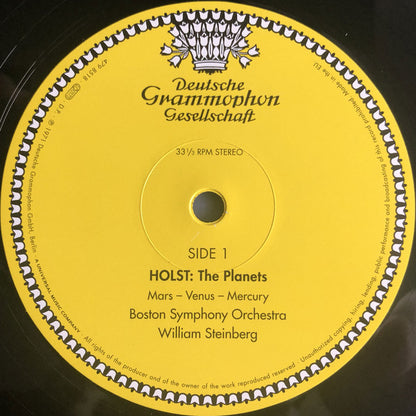 Deutsche
Grammophon
Gesellschaft
33⅓ RPM STEREO
SIDE 1
HOLST: The Planets
Mars – Venus – Mercury
Boston Symphony Orchestra
William Steinberg
479 8518
D.P. ℗ 1971 Deutsche Grammophon GmbH, Berlin
A UNIVERSAL MUSIC COMPANY
All rights of the producer and of the owner of the work reproduced reserved · Unauthorized copying, hiring, lending, public performance and broadcasting of this record prohibited · Made in the EU